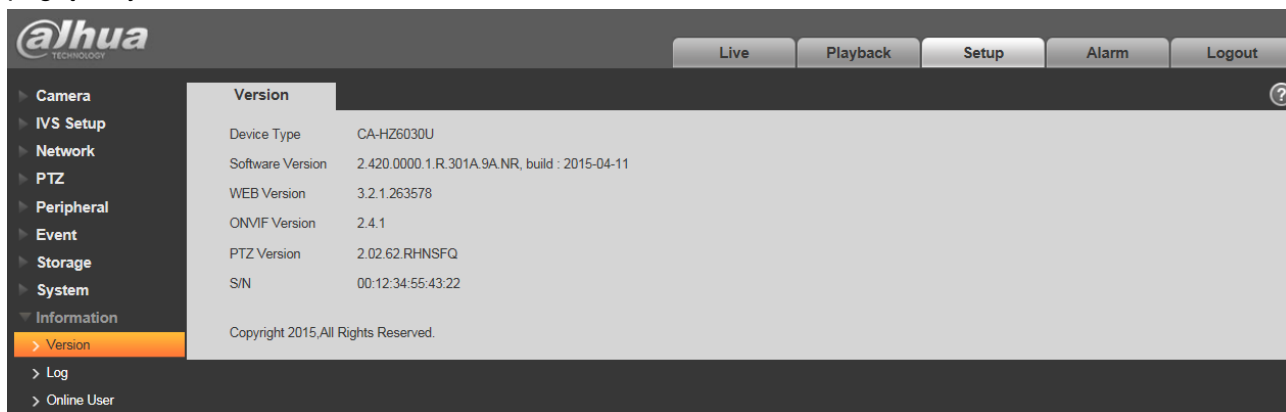 alhua
TECHNOLOGY
Live Playback Setup Alarm Logout
Camera
IVS Setup
Network
PTZ
Peripheral
Event
Storage
System
Information
Version
Log
Online User
Version
?
Device Type CA-HZ6030U
Software Version 2.420.0000.1.R.301A.9A.NR, build : 2015-04-11
WEB Version 3.2.1.263578
ONVIF Version 2.4.1
PTZ Version 2.02.62.RHNSFQ
S/N 00:12:34:55:43:22
Copyright 2015,All Rights Reserved.